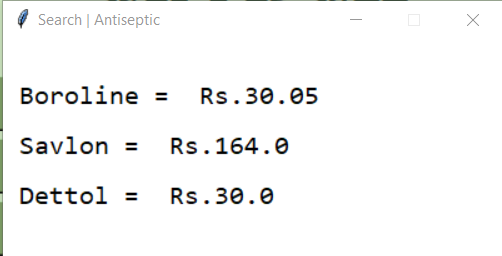 Search | Antiseptic
Boroline =  Rs.30.05
Savlon =  Rs.164.0
Dettol =  Rs.30.0